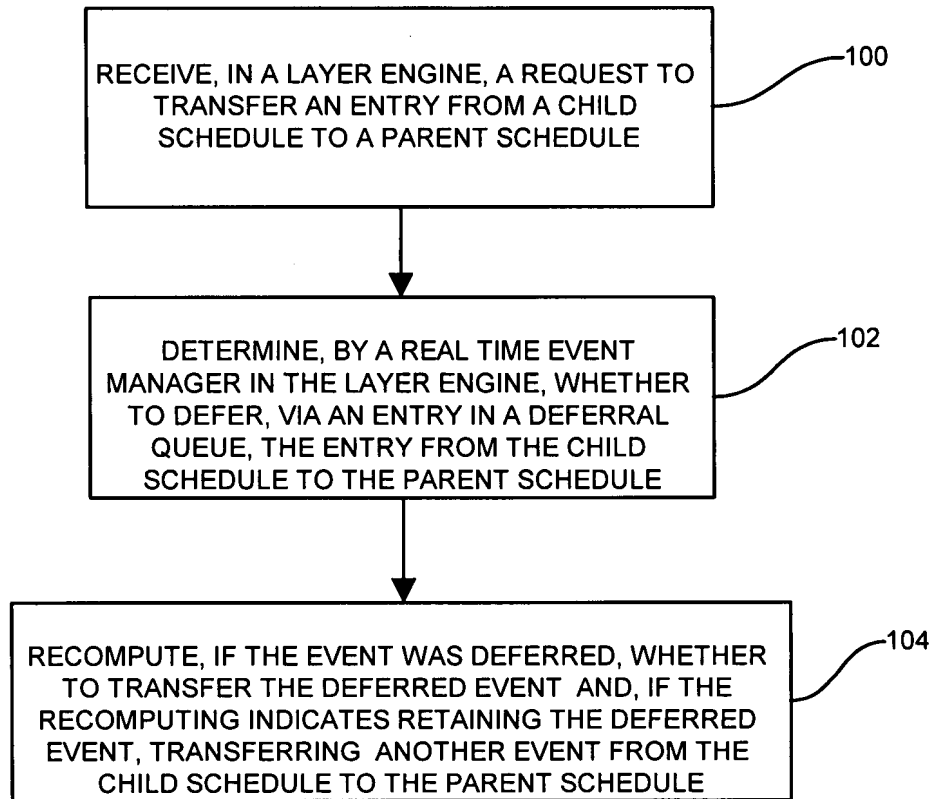 RECEIVE, IN A LAYER ENGINE, A REQUEST TO
TRANSFER AN ENTRY FROM A CHILD
SCHEDULE TO A PARENT SCHEDULE
100
DETERMINE, BY A REAL TIME EVENT
MANAGER IN THE LAYER ENGINE, WHETHER
TO DEFER, VIA AN ENTRY IN A DEFERRAL
QUEUE, THE ENTRY FROM THE CHILD
SCHEDULE TO THE PARENT SCHEDULE
102
RECOMPUTE, IF THE EVENT WAS DEFERRED, WHETHER
TO TRANSFER THE DEFERRED EVENT AND, IF THE
RECOMPUTING INDICATES RETAINING THE DEFERRED
EVENT, TRANSFERRING ANOTHER EVENT FROM THE
CHILD SCHEDULE TO THE PARENT SCHEDULE
104